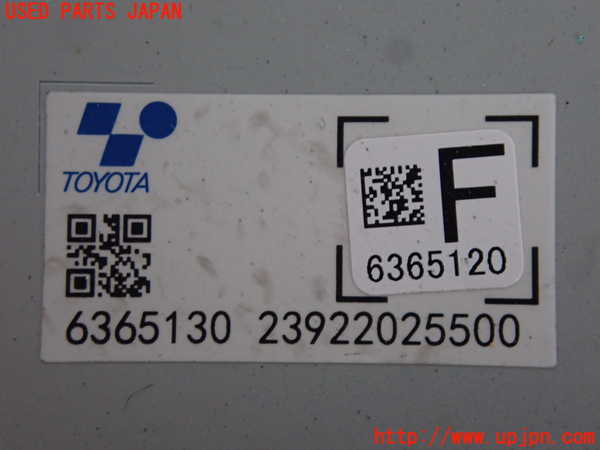 USED PARTS JAPAN
TOYOTA
F
6365120
6365130 23922025500
http://www.upjpn.com/